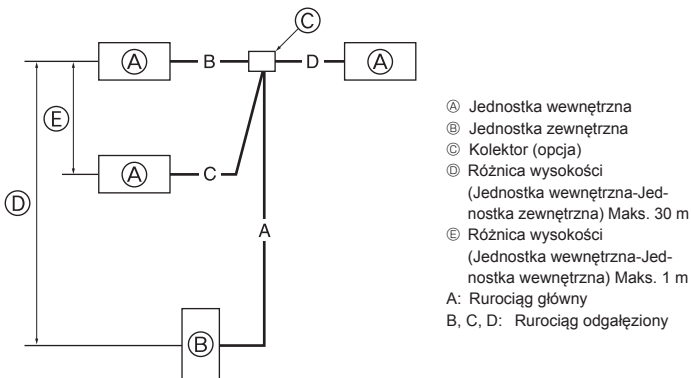 Ⓒ
Ⓐ B D Ⓐ
Ⓔ
Ⓐ C
Ⓓ
A
Ⓑ
Ⓐ Jednostka wewnętrzna
Ⓑ Jednostka zewnętrzna
Ⓒ Kolektor (opcja)
Ⓓ Różnica wysokości
(Jednostka wewnętrzna-Jed-
nostka zewnętrzna) Maks. 30 m
Ⓔ Różnica wysokości
(Jednostka wewnętrzna-Jed-
nostka wewnętrzna) Maks. 1 m
A: Rurociąg główny
B, C, D: Rurociąg odgałęziony